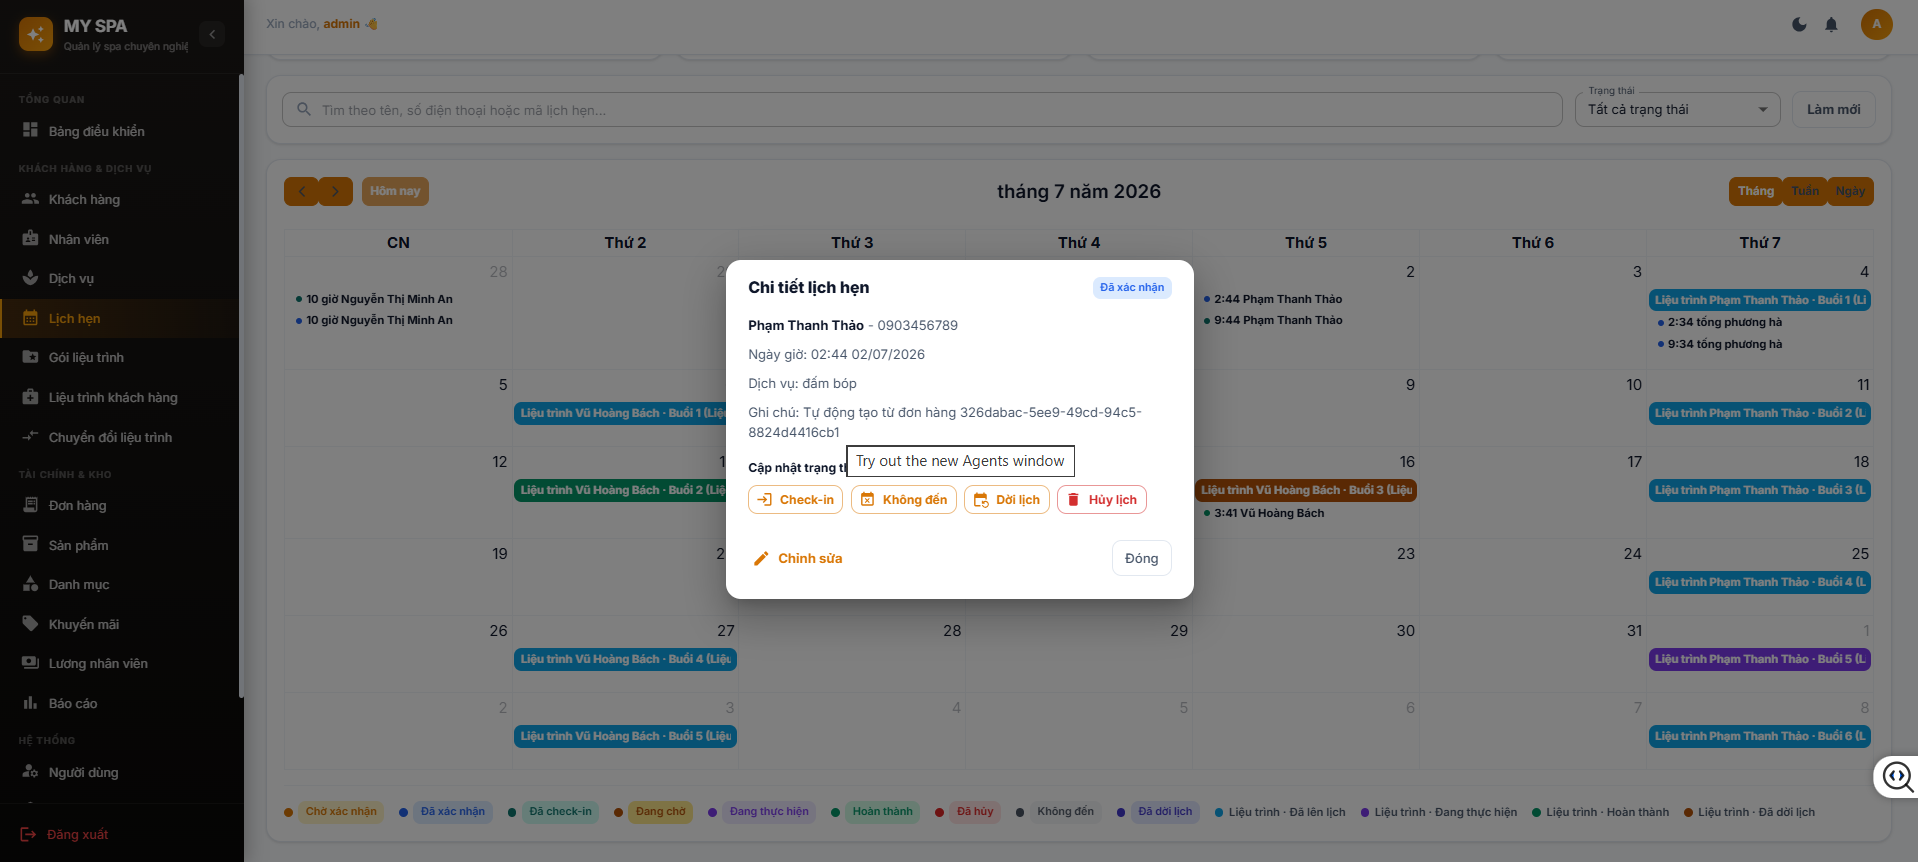 MY SPA
Quản lý spa chuyên nghiệ
TỔNG QUAN
Bảng điều khiển
KHÁCH HÀNG & DỊCH VỤ
Khách hàng
Nhân viên
Dịch vụ
Lịch hẹn
Gói liệu trình
Liệu trình khách hàng
Chuyển đổi liệu trình
TÀI CHÍNH & KHO
Đơn hàng
Sản phẩm
Danh mục
Khuyến mãi
Lương nhân viên
Báo cáo
HỆ THỐNG
Người dùng
Đăng xuất
Xin chào, admin 👋
A
Tìm theo tên, số điện thoại hoặc mã lịch hẹn...
Trạng thái
Tất cả trạng thái
Làm mới
Hôm nay
tháng 7 năm 2026
Tháng Tuần Ngày
CN Thứ 2 Thứ 3 Thứ 4 Thứ 5 Thứ 6 Thứ 7
28 2 2 3 4
10 giờ Nguyễn Thị Minh An
10 giờ Nguyễn Thị Minh An
2:44 Phạm Thanh Thảo
9:44 Phạm Thanh Thảo
Liệu trình Phạm Thanh Thảo · Buổi 1 (Li
2:34 tống phương hà
9:34 tống phương hà
5 9 10 11
Liệu trình Vũ Hoàng Bách · Buổi 1 (Liệu
Liệu trình Phạm Thanh Thảo · Buổi 2 (L
12 1 16 17 18
Liệu trình Vũ Hoàng Bách · Buổi 2 (Liệ
Liệu trình Vũ Hoàng Bách · Buổi 3 (Liệu
3:41 Vũ Hoàng Bách
Liệu trình Phạm Thanh Thảo · Buổi 3 (L
19 2 23 24 25
Liệu trình Phạm Thanh Thảo · Buổi 4 (L
26 27 28 29 30 31 1
Liệu trình Vũ Hoàng Bách · Buổi 4 (Liệu
Liệu trình Phạm Thanh Thảo · Buổi 5 (L
2 3 4 5 6 7 8
Liệu trình Vũ Hoàng Bách · Buổi 5 (Liệu
Liệu trình Phạm Thanh Thảo · Buổi 6 (L
Chi tiết lịch hẹn
Đã xác nhận
Phạm Thanh Thảo - 0903456789
Ngày giờ: 02:44 02/07/2026
Dịch vụ: đấm bóp
Ghi chú: Tự động tạo từ đơn hàng 326dabac-5ee9-49cd-94c5-
8824d4416cb1
Cập nhật trạng th
Try out the new Agents window
Check-in
Không đến
Dời lịch
Hủy lịch
Chỉnh sửa
Đóng
Chờ xác nhận Đã xác nhận Đã check-in Đang chờ Đang thực hiện Hoàn thành Đã hủy Không đến Đã dời lịch Liệu trình · Đã lên lịch Liệu trình · Đang thực hiện Liệu trình · Hoàn thành Liệu trình · Đã dời lịch